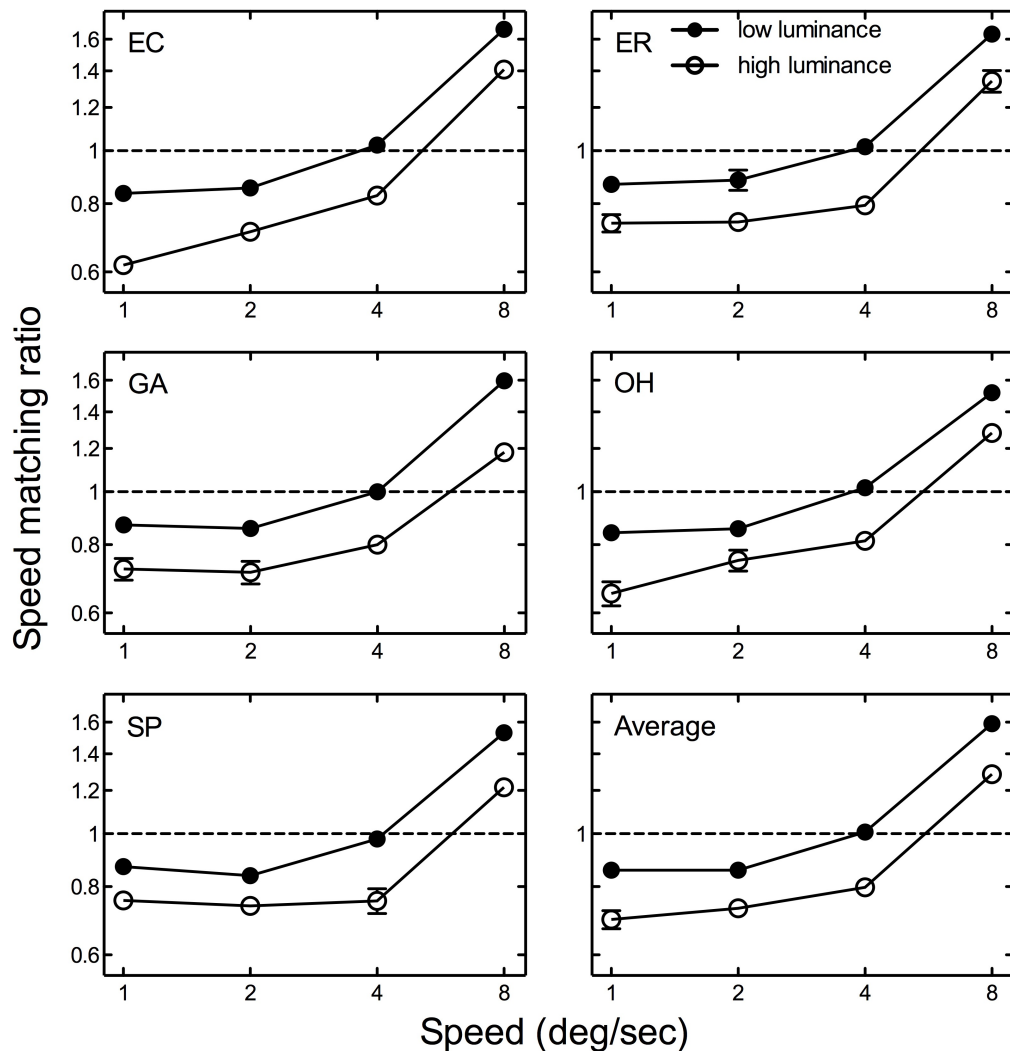 EC
1.6
1.4
1.2
1
0.8
0.6
1 2 4 8
ER
low luminance
high luminance
1
1 2 4 8
GA
1.6
1.4
1.2
1
0.8
0.6
1 2 4 8
OH
1
1 2 4 8
SP
1.6
1.4
1.2
1
0.8
0.6
1 2 4 8
Average
1
1 2 4 8
Speed matching ratio
Speed (deg/sec)